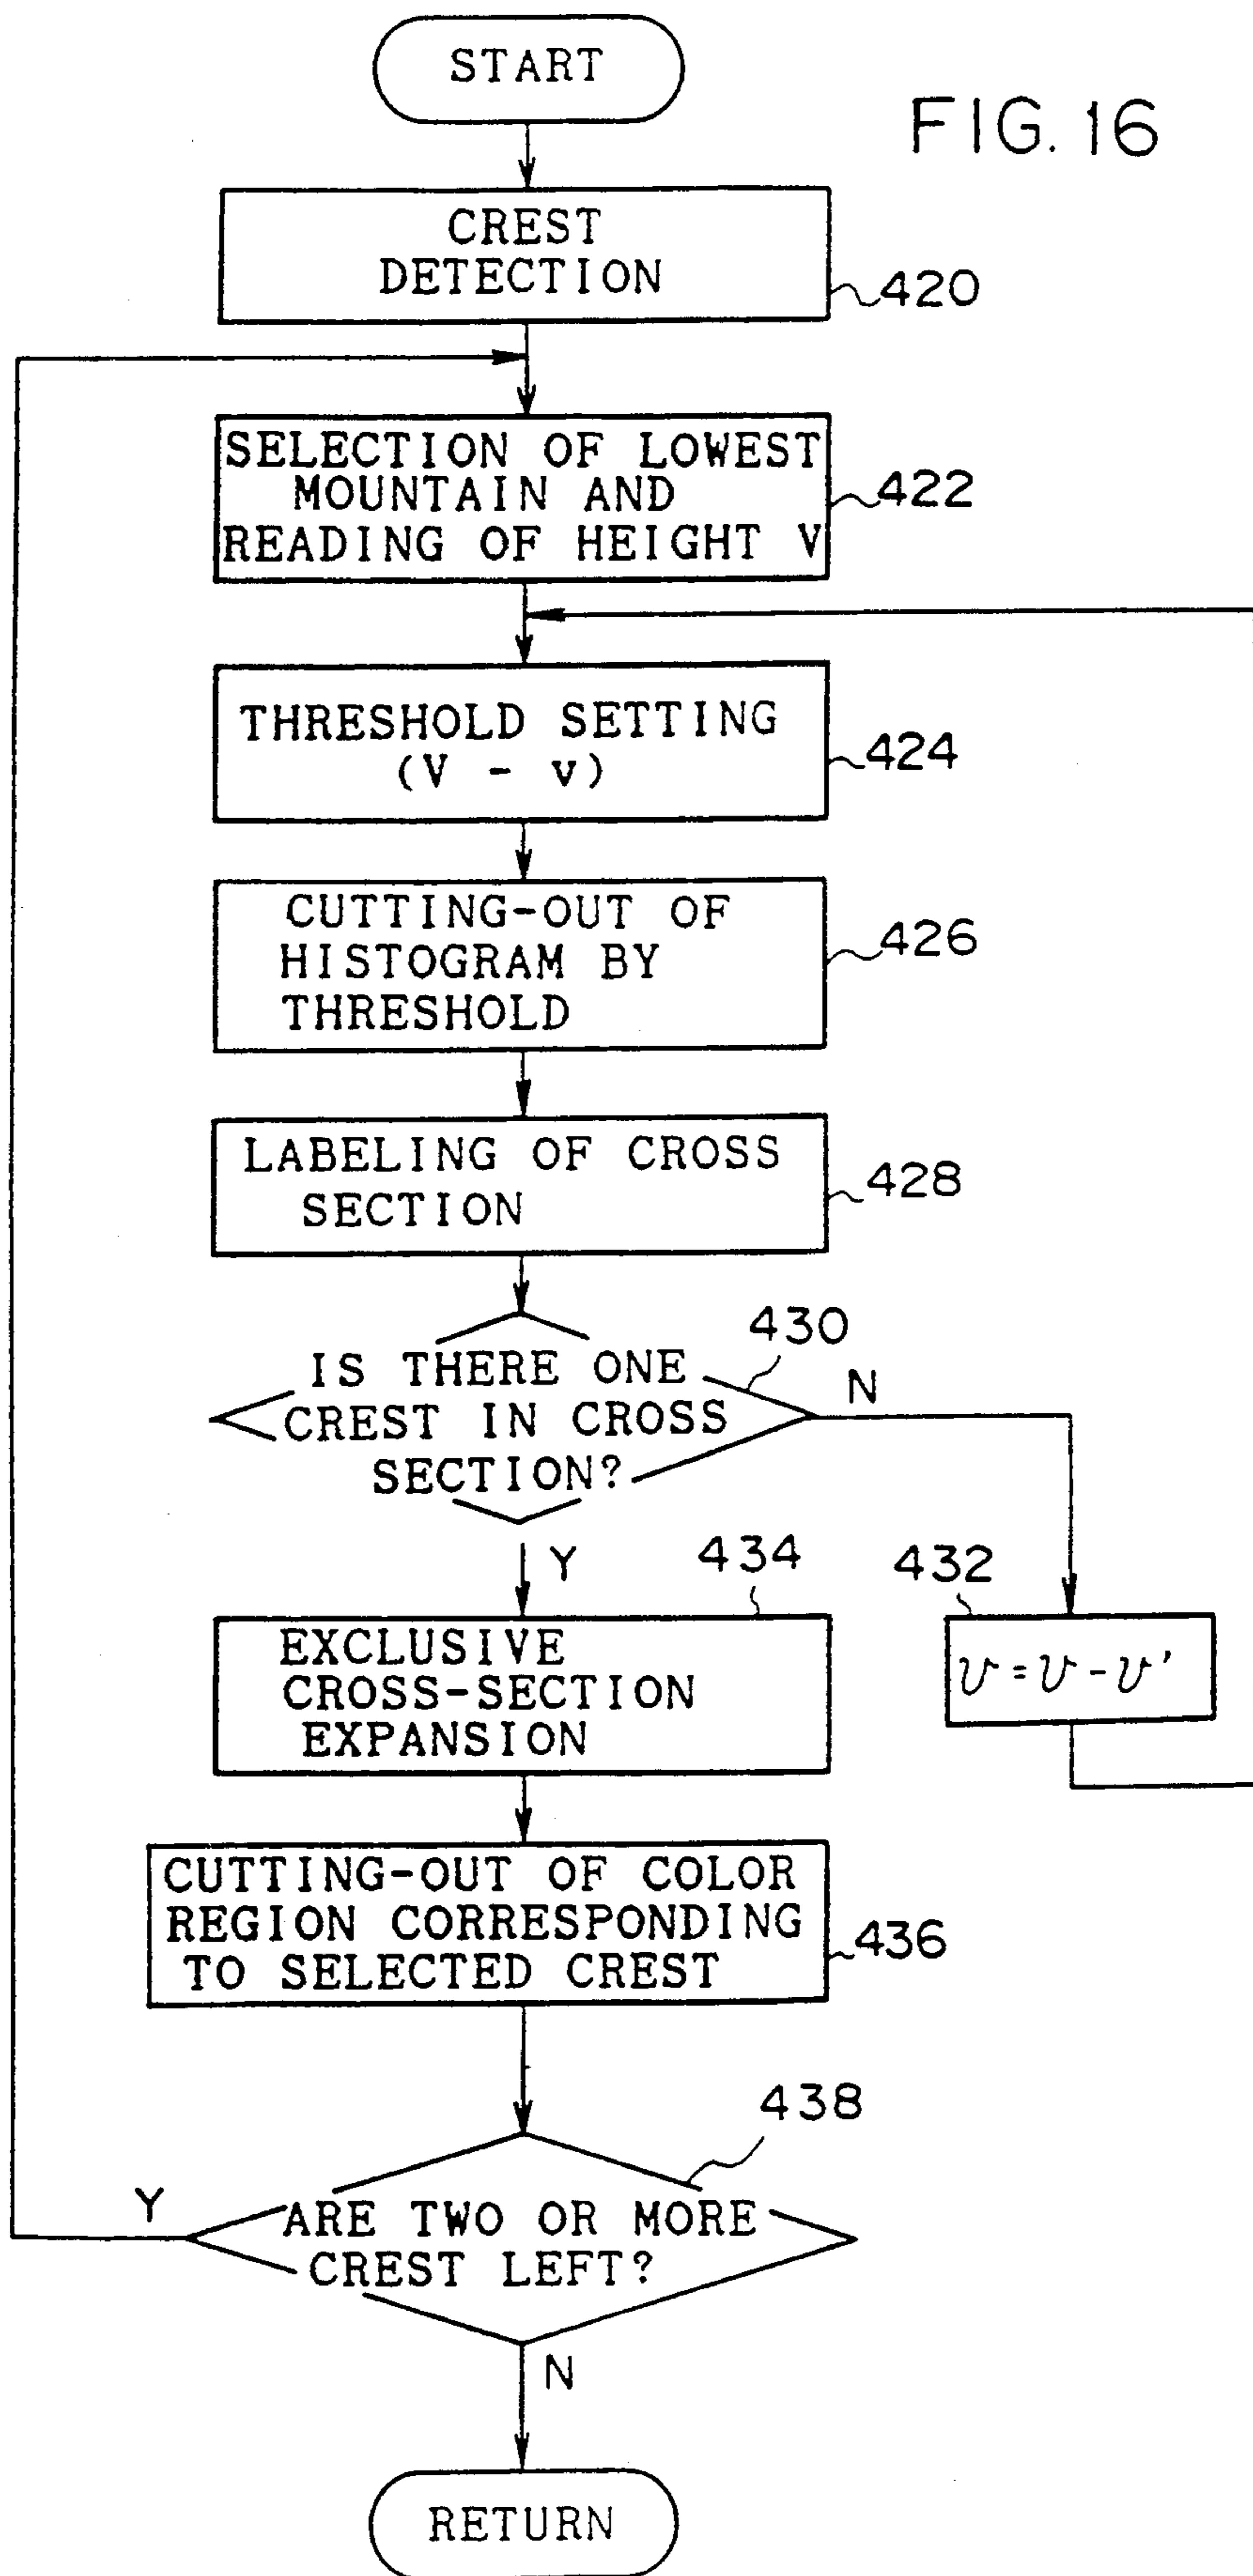 START
FIG. 16
CREST
DETECTION
420
SELECTION OF LOWEST
MOUNTAIN AND
READING OF HEIGHT V
422
THRESHOLD SETTING
(V - v)
424
CUTTING-OUT OF
HISTOGRAM BY
THRESHOLD
426
LABELING OF CROSS
SECTION
428
430
IS THERE ONE
CREST IN CROSS
SECTION?
N
Y
434
432
EXCLUSIVE
CROSS-SECTION
EXPANSION
v = v - v'
CUTTING-OUT OF COLOR
REGION CORRESPONDING
TO SELECTED CREST
436
438
Y
ARE TWO OR MORE
CREST LEFT?
N
RETURN